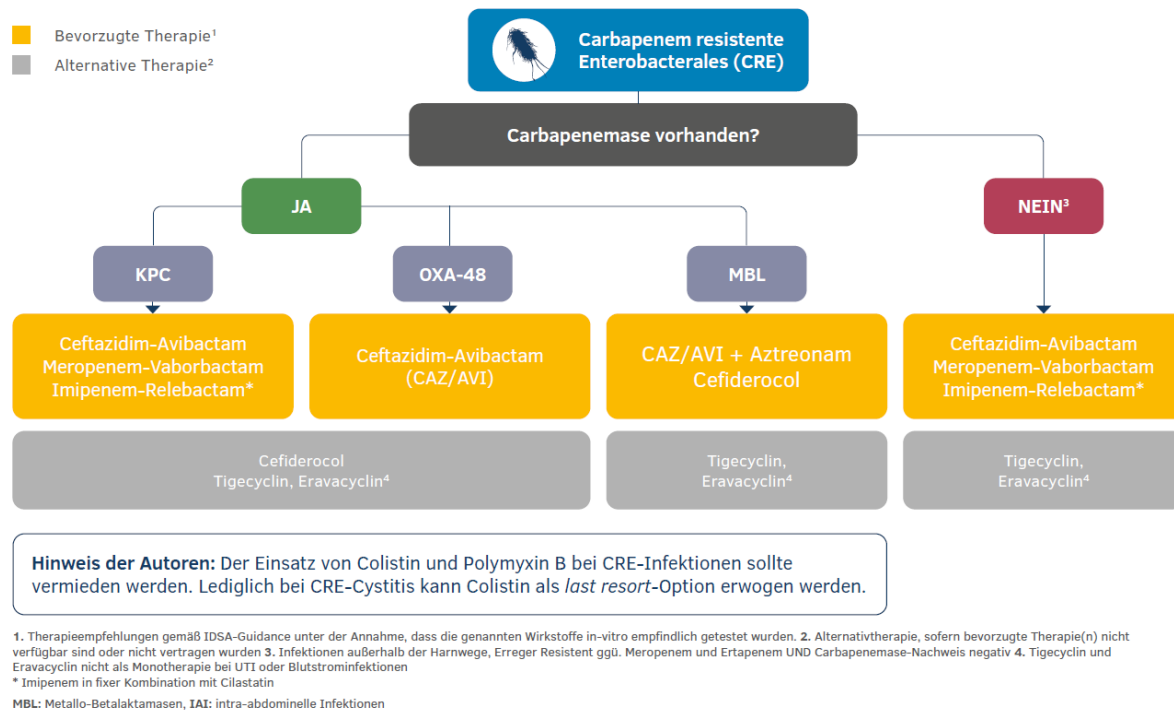 Bevorzugte Therapie¹
Alternative Therapie²
Carbapenem resistente
Enterobacterales (CRE)
Carbapenemase vorhanden?
JA
NEIN³
KPC
OXA-48
MBL
Ceftazidim-Avibactam
Meropenem-Vaborbactam
Imipenem-Relebactam*
Ceftazidim-Avibactam
(CAZ/AVI)
CAZ/AVI + Aztreonam
Cefiderocol
Ceftazidim-Avibactam
Meropenem-Vaborbactam
Imipenem-Relebactam*
Cefiderocol
Tigecyclin, Eravacyclin⁴
Tigecyclin,
Eravacyclin⁴
Tigecyclin,
Eravacyclin⁴
Hinweis der Autoren: Der Einsatz von Colistin und Polymyxin B bei CRE-Infektionen sollte
vermieden werden. Lediglich bei CRE-Cystitis kann Colistin als last resort-Option erwogen werden.
1. Therapieempfehlungen gemäß IDSA-Guidance unter der Annahme, dass die genannten Wirkstoffe in-vitro empfindlich getestet wurden. 2. Alternativtherapie, sofern bevorzugte Therapie(n) nicht
verfügbar sind oder nicht vertragen wurden 3. Infektionen außerhalb der Harnwege, Erreger Resistent ggü. Meropenem und Ertapenem UND Carbapenemase-Nachweis negativ 4. Tigecyclin und
Eravacyclin nicht als Monotherapie bei UTI oder Blutstrominfektionen
* Imipenem in fixer Kombination mit Cilastatin
MBL: Metallo-Betalaktamasen, IAI: intra-abdominelle Infektionen